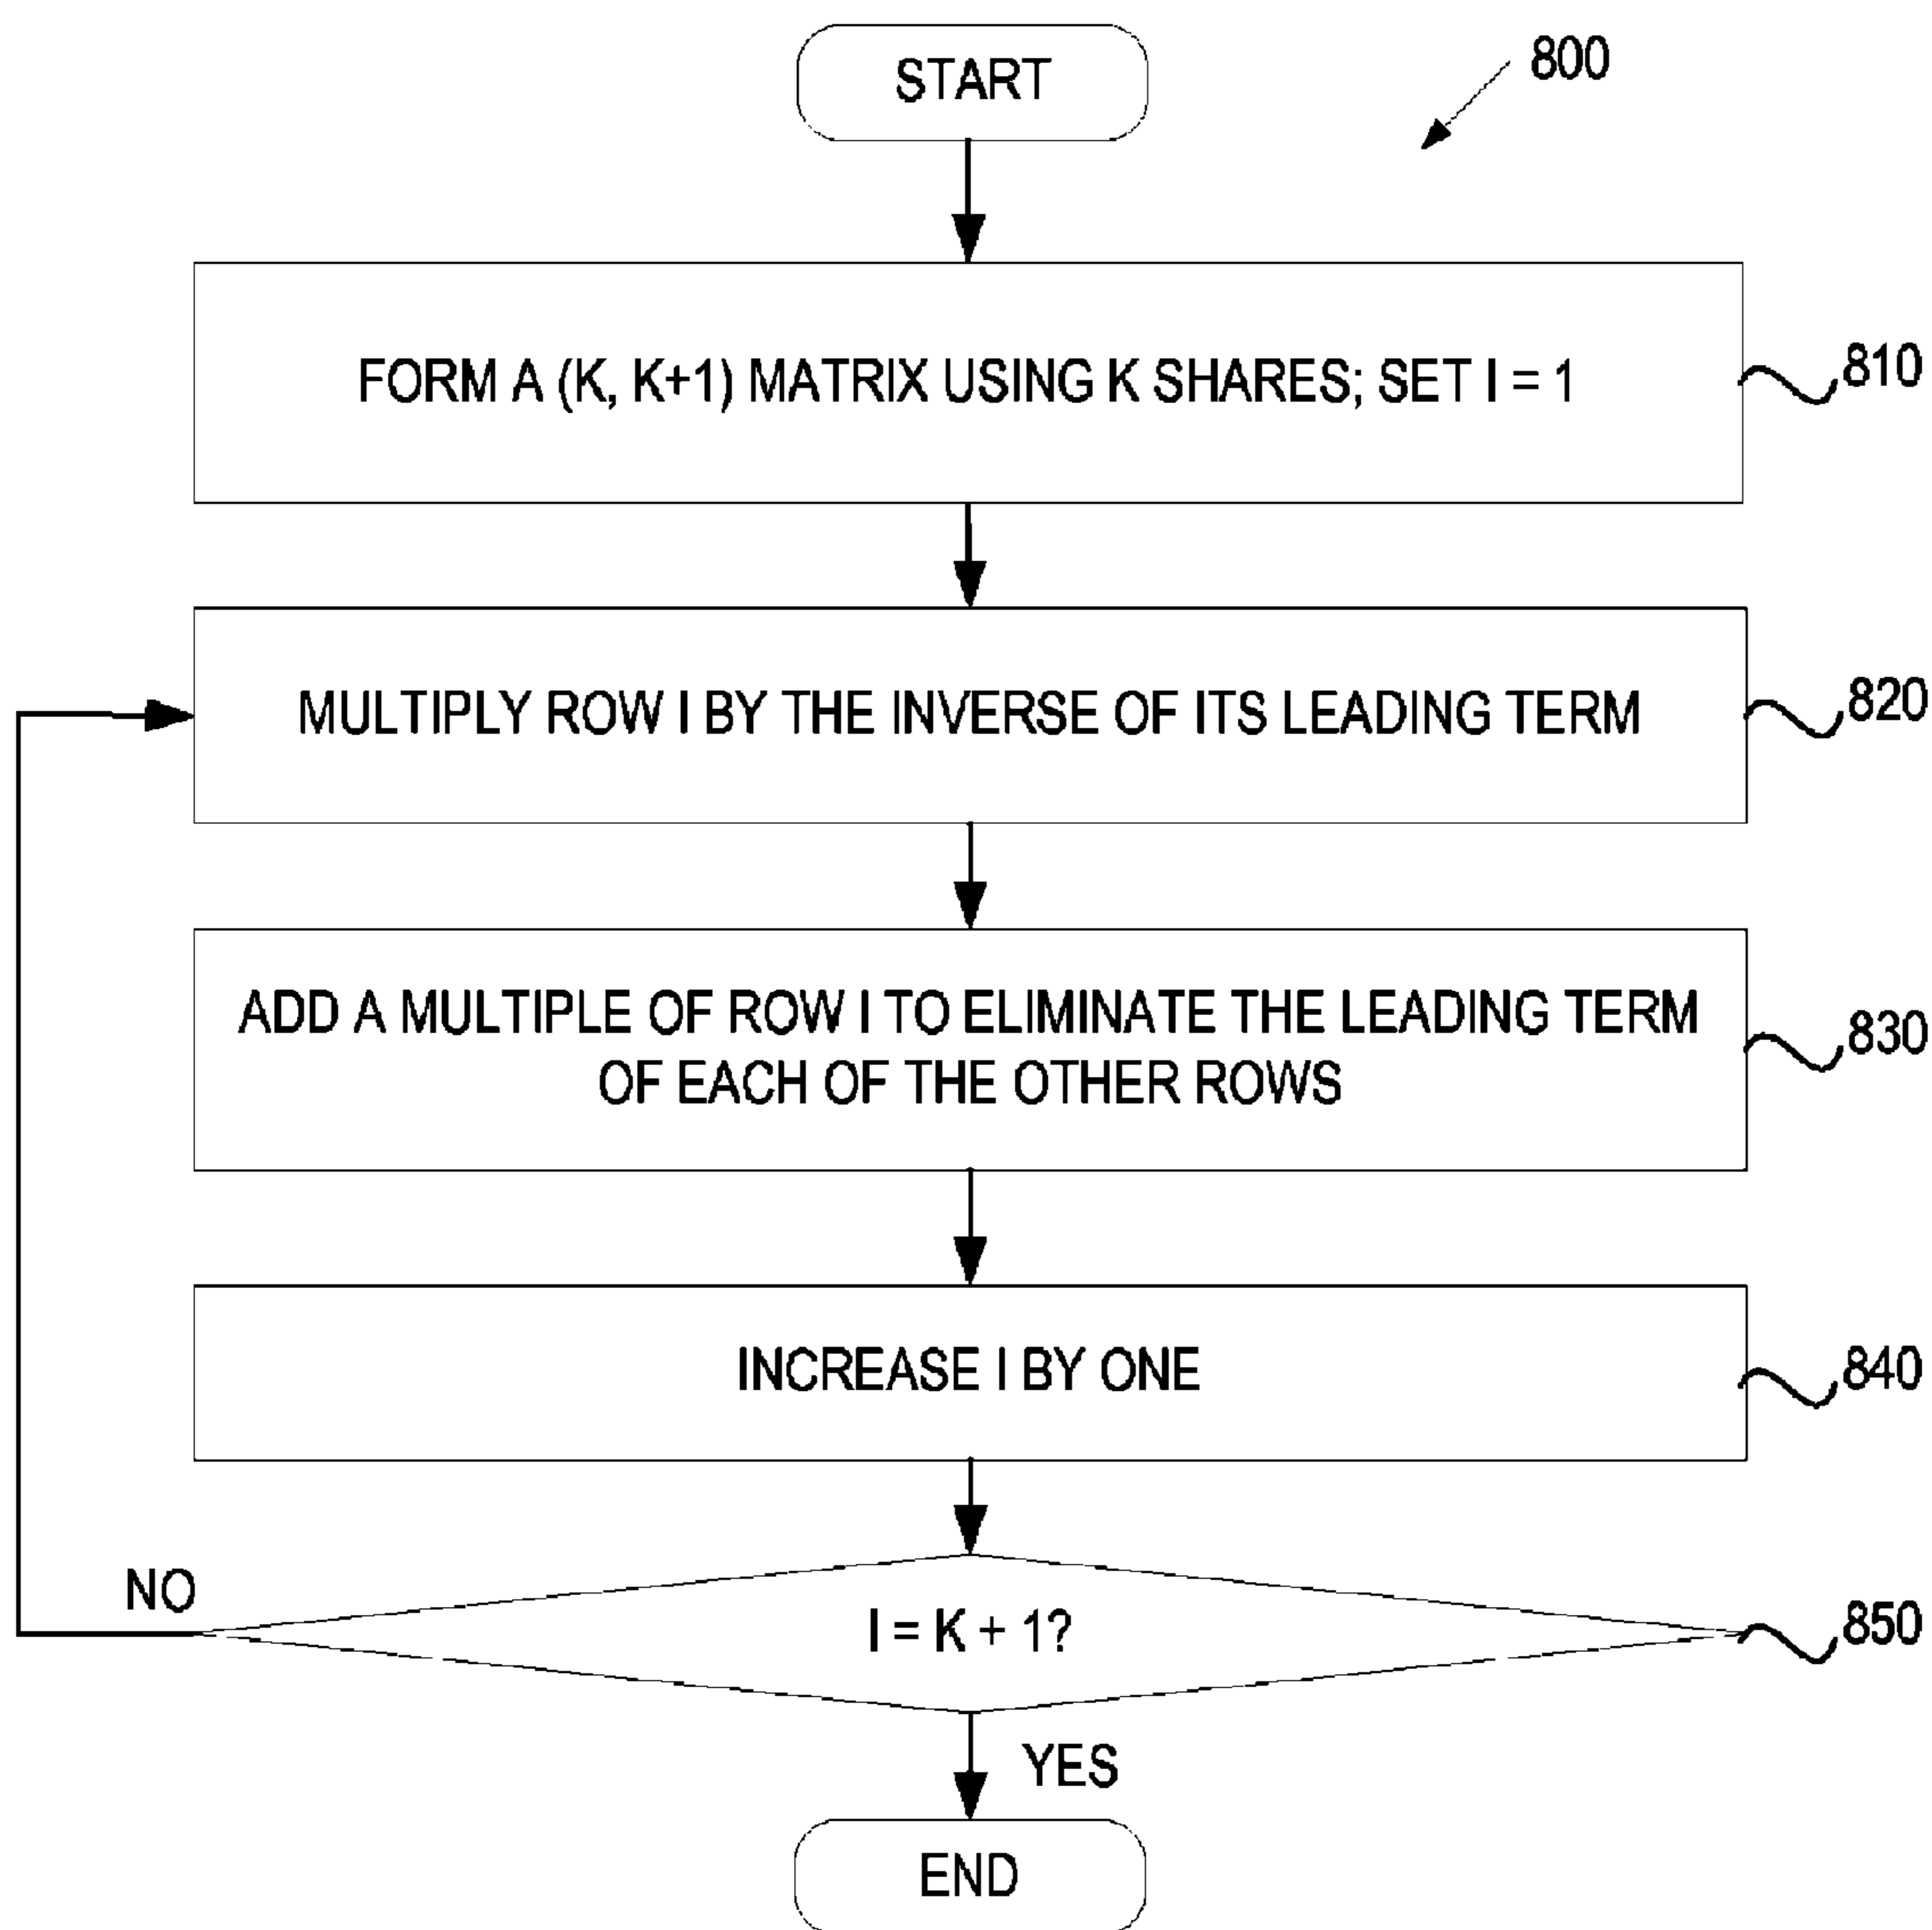 START
800
FORM A (K, K+1) MATRIX USING K SHARES; SET I = 1
810
MULTIPLY ROW I BY THE INVERSE OF ITS LEADING TERM
820
ADD A MULTIPLE OF ROW I TO ELIMINATE THE LEADING TERM
OF EACH OF THE OTHER ROWS
830
INCREASE I BY ONE
840
NO
I = K + 1?
850
YES
END